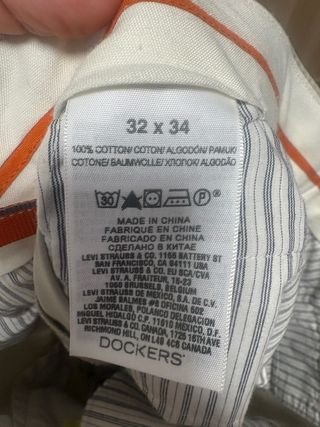 32 x 34
100% COTTON/ COTON/ ALGODÓN/ PAMUK/
COTONE/ BAUMWOLLE/ ХЛОПОК/ ALGODÃO
30 P
MADE IN CHINA
FABRIQUE EN CHINE
FABRICADO EN CHINA
СДЕЛАНО В КИТАЕ
LEVI STRAUSS & CO 1155 BATTERY ST
SAN FRANCISCO, CA 94111 USA
LEVI STRAUSS & CO EU SCA/CVA
AV. A. FRAITEUR, 15-23
1050 BRUSSELS, BELGIUM
LEVI STRAUSS DE MEXICO,
JAIME BALMES #8 OFICINA 502
LOS MORALES, POLANCO DELEGACION
MIGUEL HIDALGO C.P. 11510 MEXICO D.F.
LEVI STRAUSS & CO CANADA, 1725 16TH AVE
RICHMOND HILL, ON L4B 4C6 CANADA
DOCKERS®